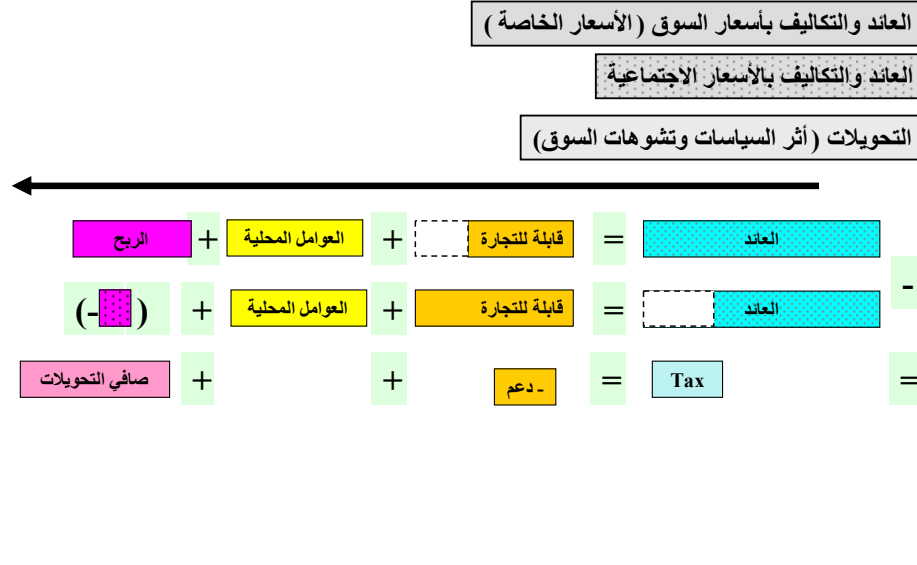 العائد والتكاليف بأسعار السوق (الأسعار الخاصة )
العائد والتكاليف بالأسعار الاجتماعية
التحويلات (أثر السياسات وتشوهات السوق)
العائد = قابلة للتجارة + العوامل المحلية + الربح
-
العائد = قابلة للتجارة + العوامل المحلية + (-)
= Tax = - دعم + + صافي التحويلات